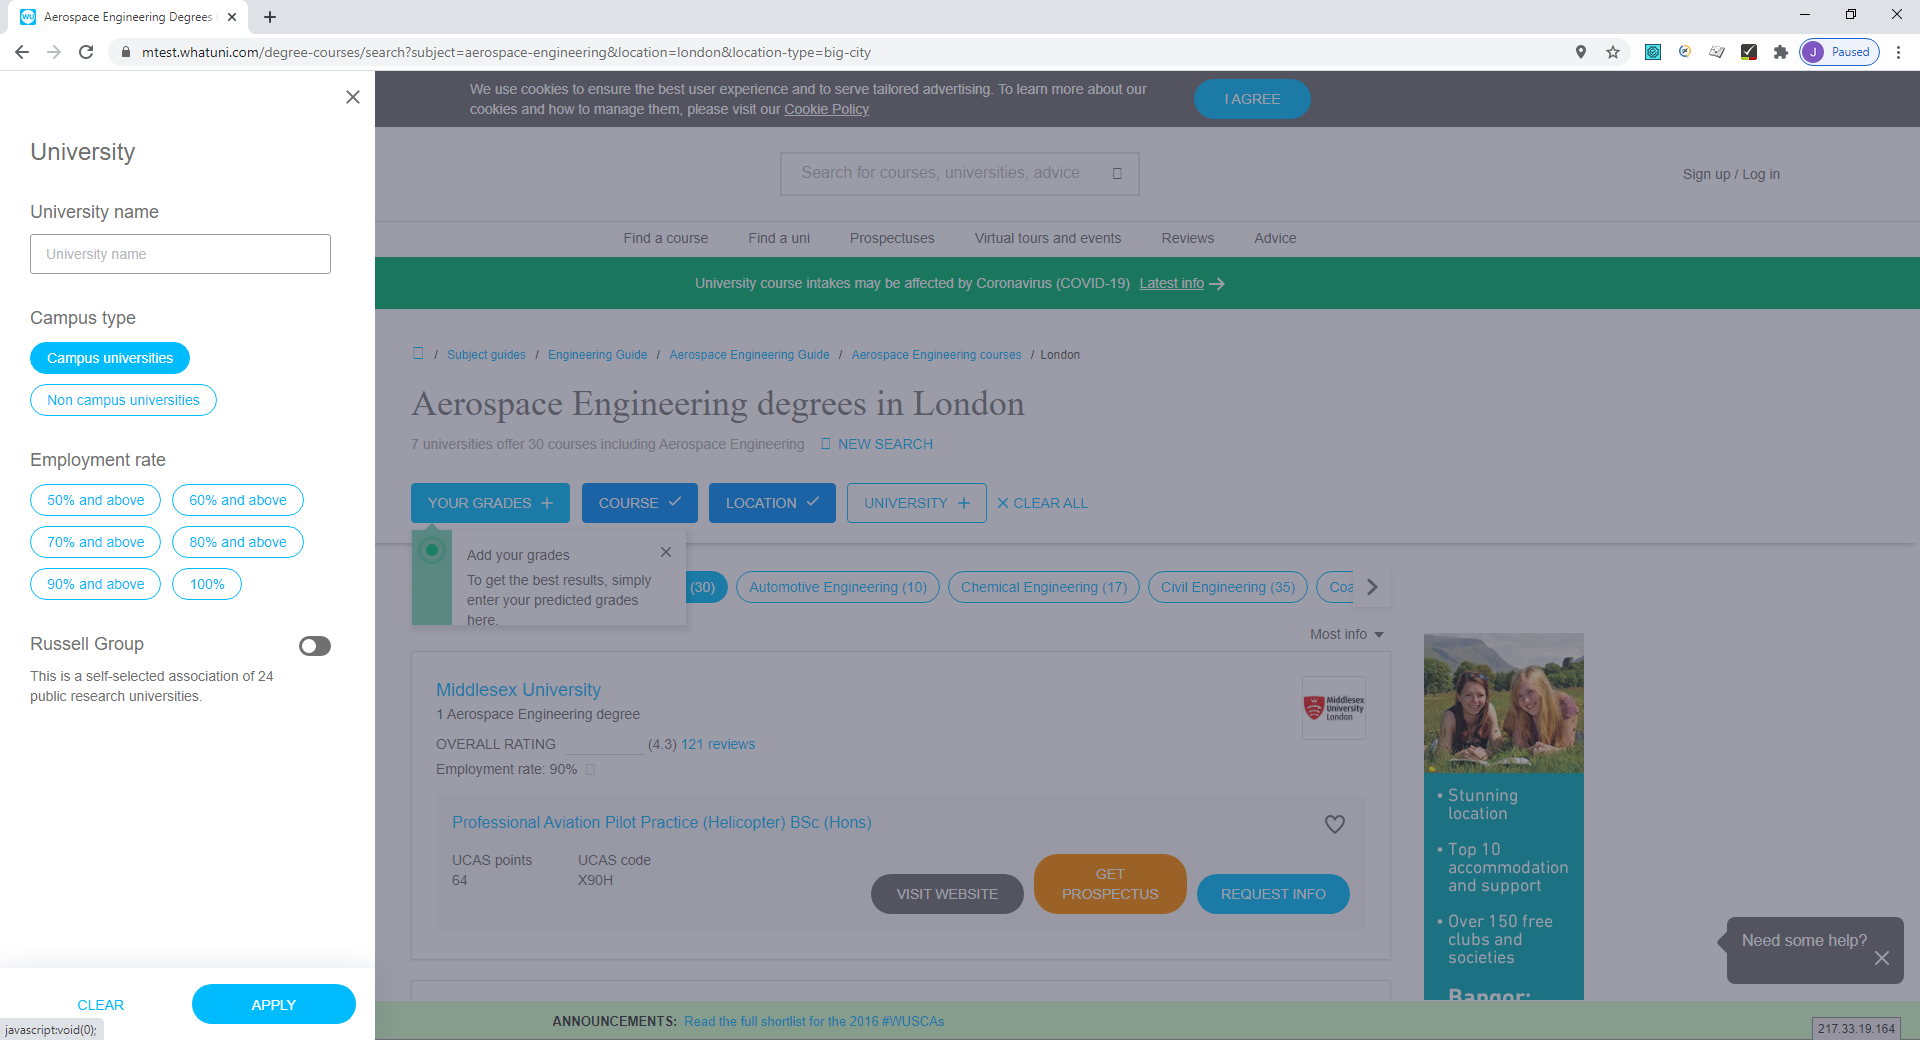 Aerospace Engineering Degrees
mtest.whatuni.com/degree-courses/search?subject=aerospace-engineering&location=london&location-type=big-city
J Paused
We use cookies to ensure the best user experience and to serve tailored advertising. To learn more about our
cookies and how to manage them, please visit our Cookie Policy
I AGREE
Search for courses, universities, advice
Sign up / Log in
Find a course Find a uni Prospectuses Virtual tours and events Reviews Advice
University course intakes may be affected by Coronavirus (COVID-19) Latest info
University
University name
University name
Campus type
Campus universities
Non campus universities
Employment rate
50% and above 60% and above
70% and above 80% and above
90% and above 100%
Russell Group
This is a self-selected association of 24
public research universities.
CLEAR APPLY
javascript:void(0);
/ Subject guides / Engineering Guide / Aerospace Engineering Guide / Aerospace Engineering courses / London
Aerospace Engineering degrees in London
7 universities offer 30 courses including Aerospace Engineering NEW SEARCH
YOUR GRADES COURSE LOCATION UNIVERSITY CLEAR ALL
Add your grades
To get the best results, simply
enter your predicted grades
here.
(30) Automotive Engineering (10) Chemical Engineering (17) Civil Engineering (35) Coa
Most info
Middlesex University
1 Aerospace Engineering degree
OVERALL RATING (4.3) 121 reviews
Employment rate: 90%
Middlesex
University
London
Professional Aviation Pilot Practice (Helicopter) BSc (Hons)
UCAS points UCAS code
64 X90H
VISIT WEBSITE
GET
PROSPECTUS
REQUEST INFO
• Stunning
location
• Top 10
accommodation
and support
• Over 150 free
clubs and
societies
Bangor:
Need some help?
ANNOUNCEMENTS: Read the full shortlist for the 2016 #WUSCAs
217.33.19.164